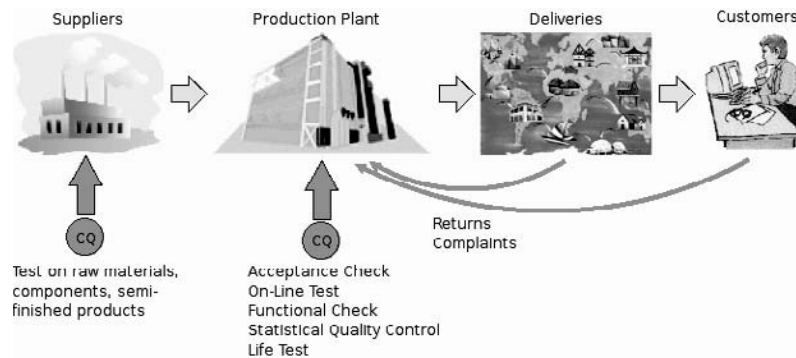 Suppliers
Production Plant
Deliveries
Customers
Returns
Complaints
CQ
CQ
Test on raw materials,
components, semi-
finished products
Acceptance Check
On-Line Test
Functional Check
Statistical Quality Control
Life Test